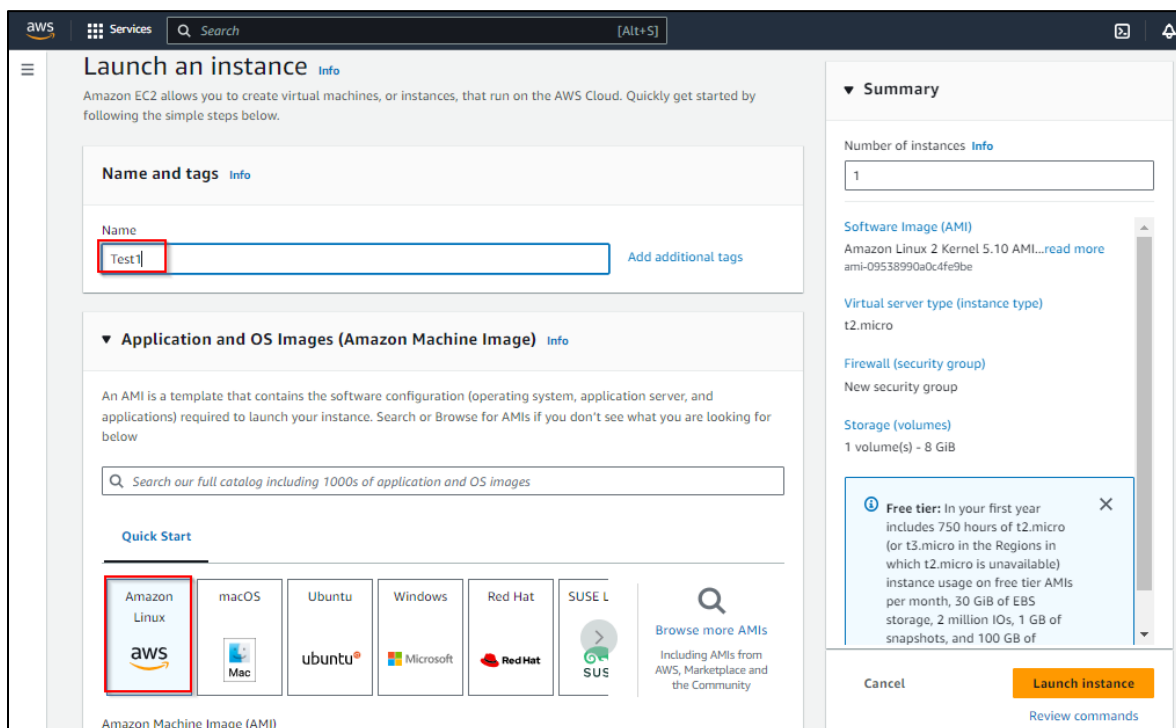 aws
Services
Search
[Alt+S]
Launch an instance Info
Amazon EC2 allows you to create virtual machines, or instances, that run on the AWS Cloud. Quickly get started by
following the simple steps below.
Name and tags Info
Name
Test1
Add additional tags
Application and OS Images (Amazon Machine Image) Info
An AMI is a template that contains the software configuration (operating system, application server, and
applications) required to launch your instance. Search or Browse for AMIs if you don't see what you are looking for
below
Search our full catalog including 1000s of application and OS images
Quick Start
Amazon
Linux
aws
macOS
Mac
Ubuntu
ubuntu
Windows
Microsoft
Red Hat
Red Hat
SUSE L
SUS
Browse more AMIs
Including AMIs from
AWS, Marketplace and
the Community
Amazon Machine Image (AMI)
Summary
Number of instances Info
1
Software Image (AMI)
Amazon Linux 2 Kernel 5.10 AMI...read more
ami-09538990a0c4fe9be
Virtual server type (instance type)
t2.micro
Firewall (security group)
New security group
Storage (volumes)
1 volume(s) - 8 GiB
Free tier: In your first year
includes 750 hours of t2.micro
(or t3.micro in the Regions in
which t2.micro is unavailable)
instance usage on free tier AMIs
per month, 30 GiB of EBS
storage, 2 million IOs, 1 GB of
snapshots, and 100 GB of
Cancel
Launch instance
Review commands